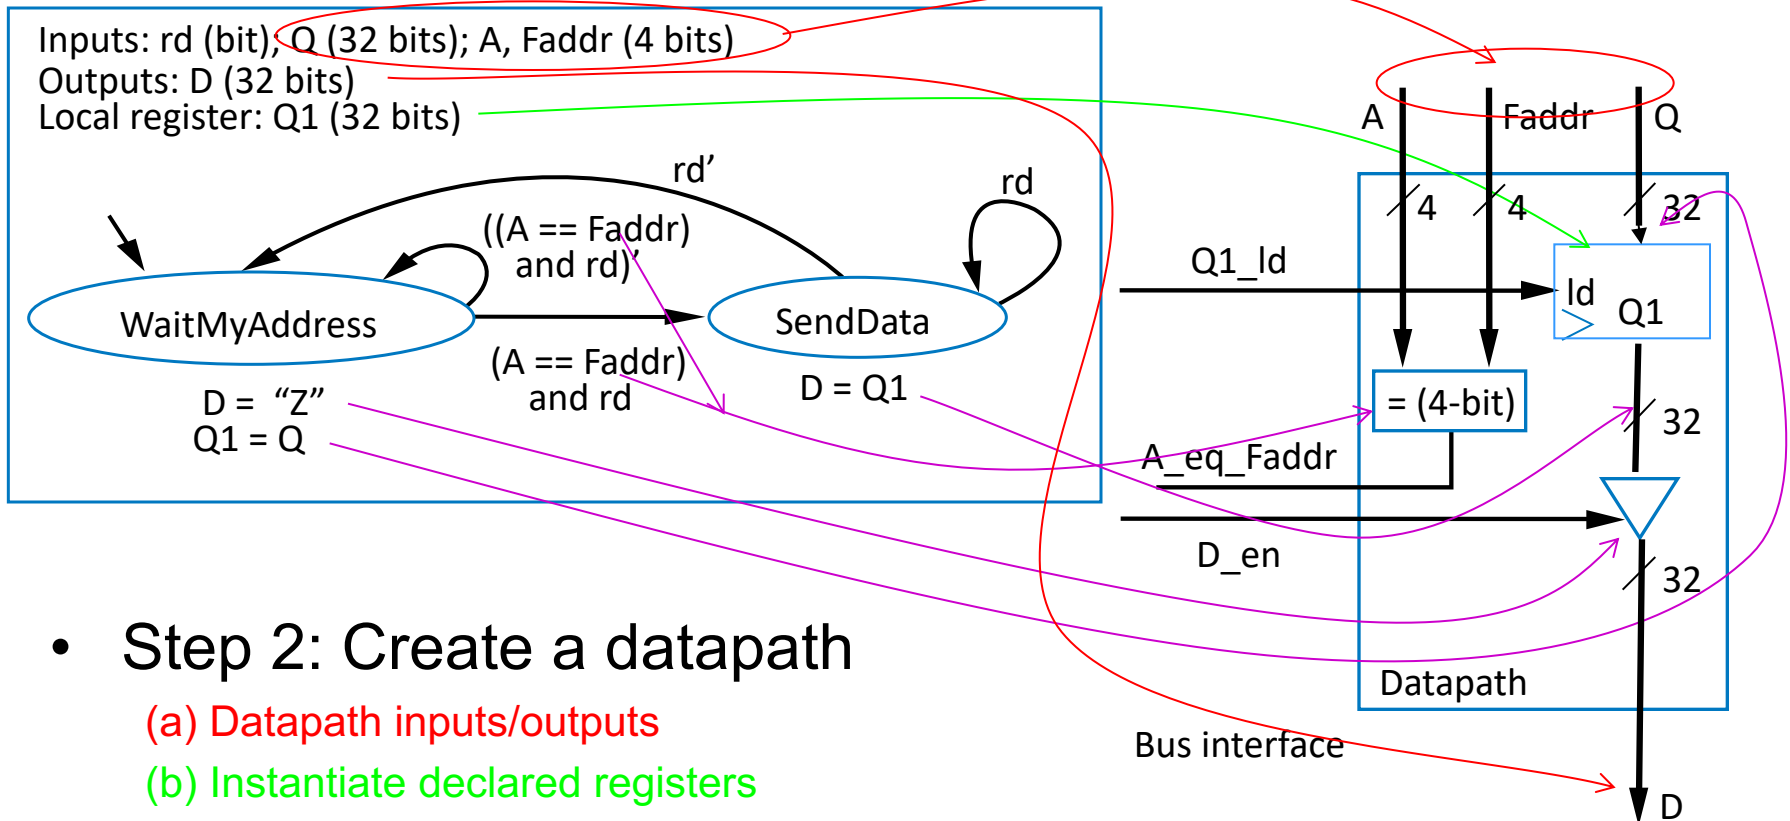 Inputs: rd (bit); Q (32 bits); A, Faddr (4 bits)
Outputs: D (32 bits)
Local register: Q1 (32 bits)
rd’
rd
((A == Faddr)
and rd)’
WaitMyAddress
SendData
(A == Faddr)
and rd
D = “Z”
Q1 = Q
D = Q1
A
Faddr
Q
4
4
32
Q1_ld
ld
Q1
= (4-bit)
32
A_eq_Faddr
D_en
32
Datapath
Bus interface
D
• Step 2: Create a datapath
(a) Datapath inputs/outputs
(b) Instantiate declared registers